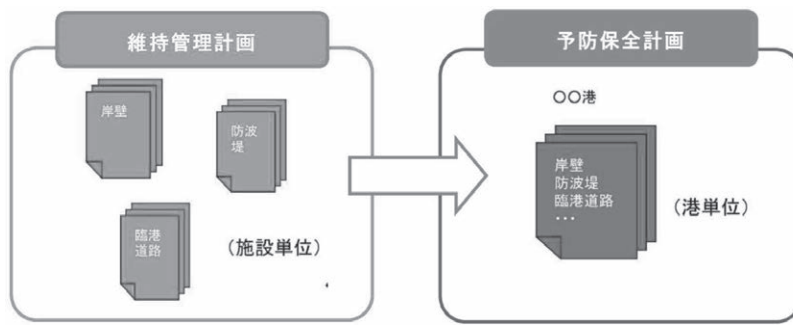 維持管理計画
岸壁
防波
堤
臨港
道路
(施設単位)
予防保全計画
〇〇港
岸壁
防波堤
臨港道路
・・・
(港単位)